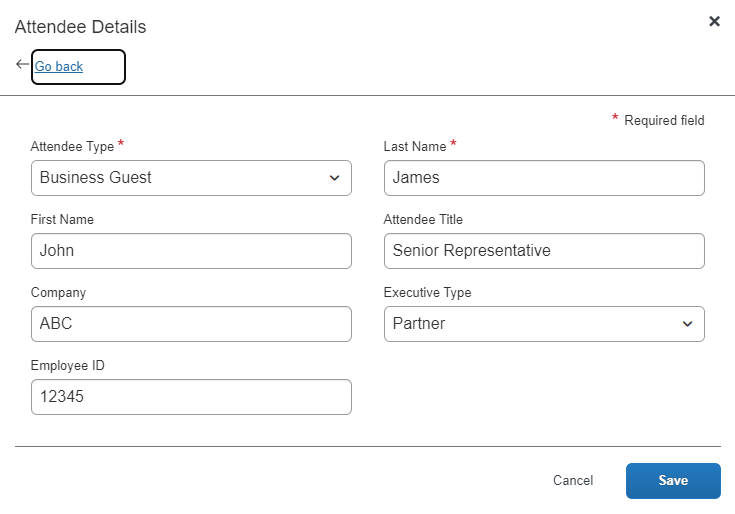 Attendee Details
Go back
* Required field
Attendee Type *
Last Name *
Business Guest
James
First Name
Attendee Title
John
Senior Representative
Company
Executive Type
ABC
Partner
Employee ID
12345
Cancel
Save